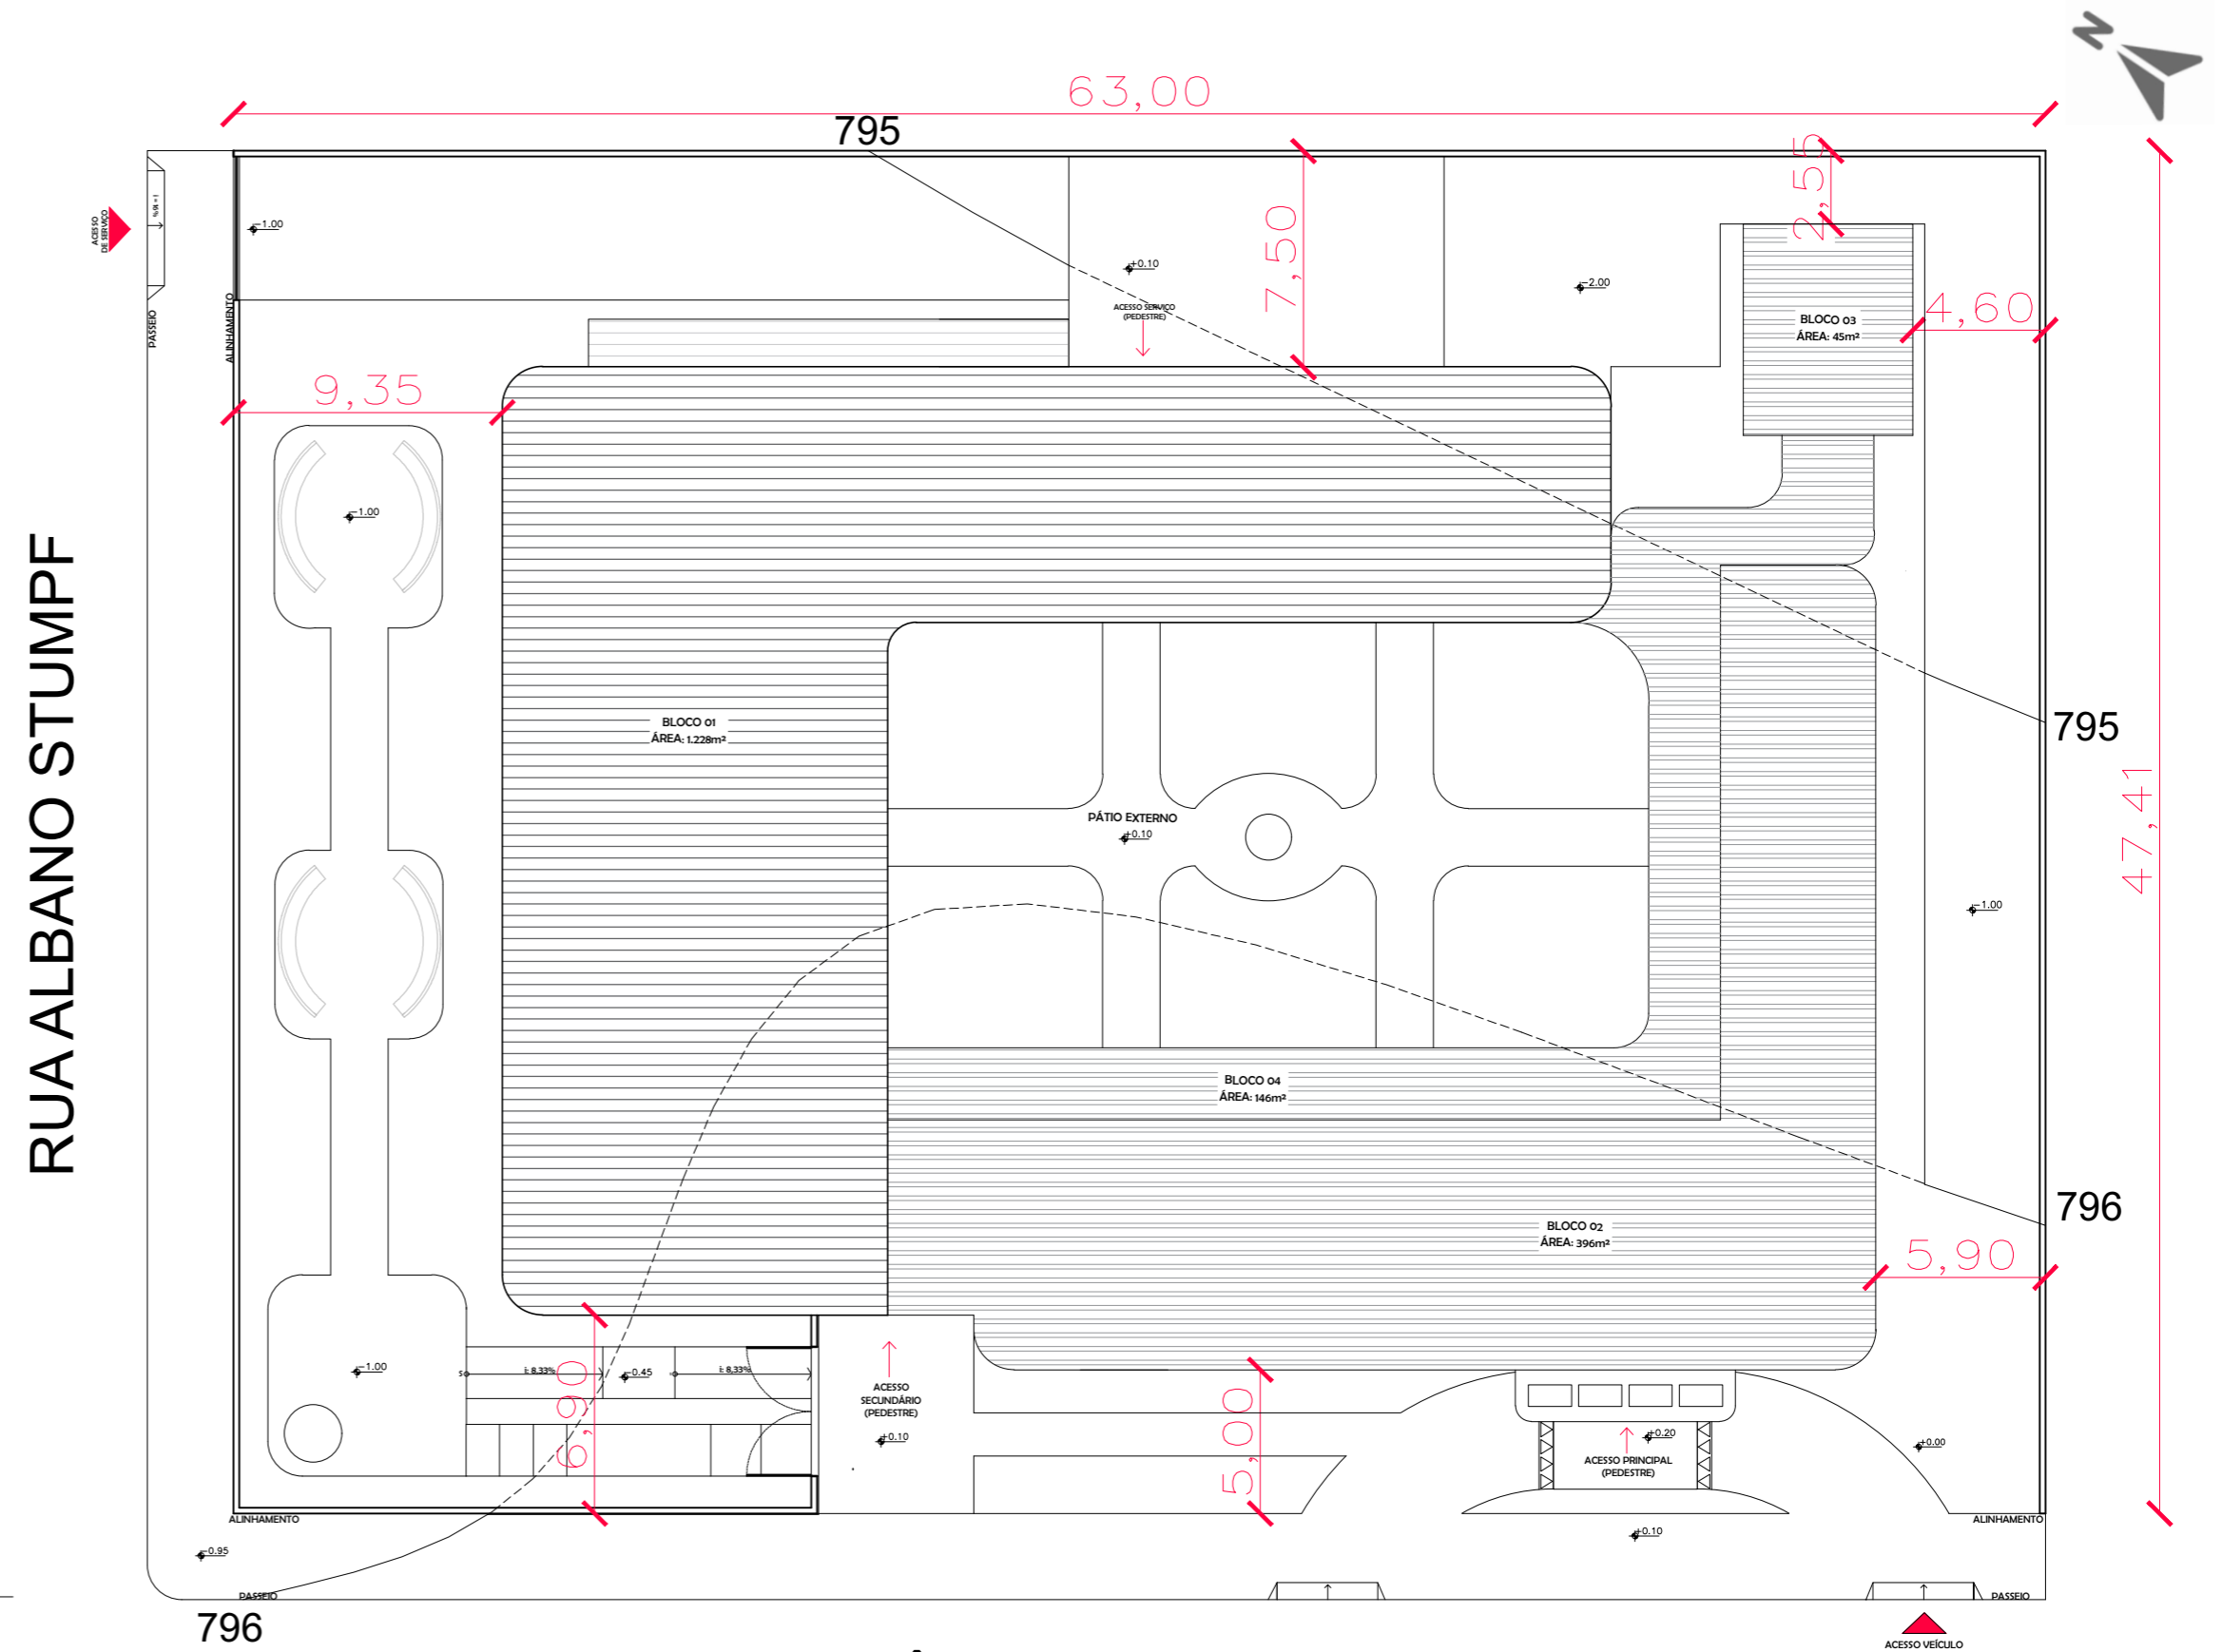 N
63,00
795
2,55
ACESSO
DE SERVIÇO
-1.00
7,50
+0.10
-2.00
ACESSO SERVIÇO
(PEDESTRE)
4,60
BLOCO 03
ÁREA: 45m²
PASSEIO
ALINHAMENTO
9,35
-1.00
RUA ALBANO STUMPF
BLOCO 01
ÁREA: 1.228m²
795
47,41
PÁTIO EXTERNO
+0.10
-1.00
BLOCO 04
ÁREA: 146m²
796
BLOCO 02
ÁREA: 396m²
5,90
-1.00
S
i: 8,33%
-0.45
i: 8,33%
6,90
ACESSO
SECUNDÁRIO
(PEDESTRE)
+0.10
5,00
+0.20
ACESSO PRINCIPAL
(PEDESTRE)
+0.00
ALINHAMENTO
ALINHAMENTO
+0.10
-0.95
PASSEIO
PASSEIO
796
ACESSO VEÍCULO